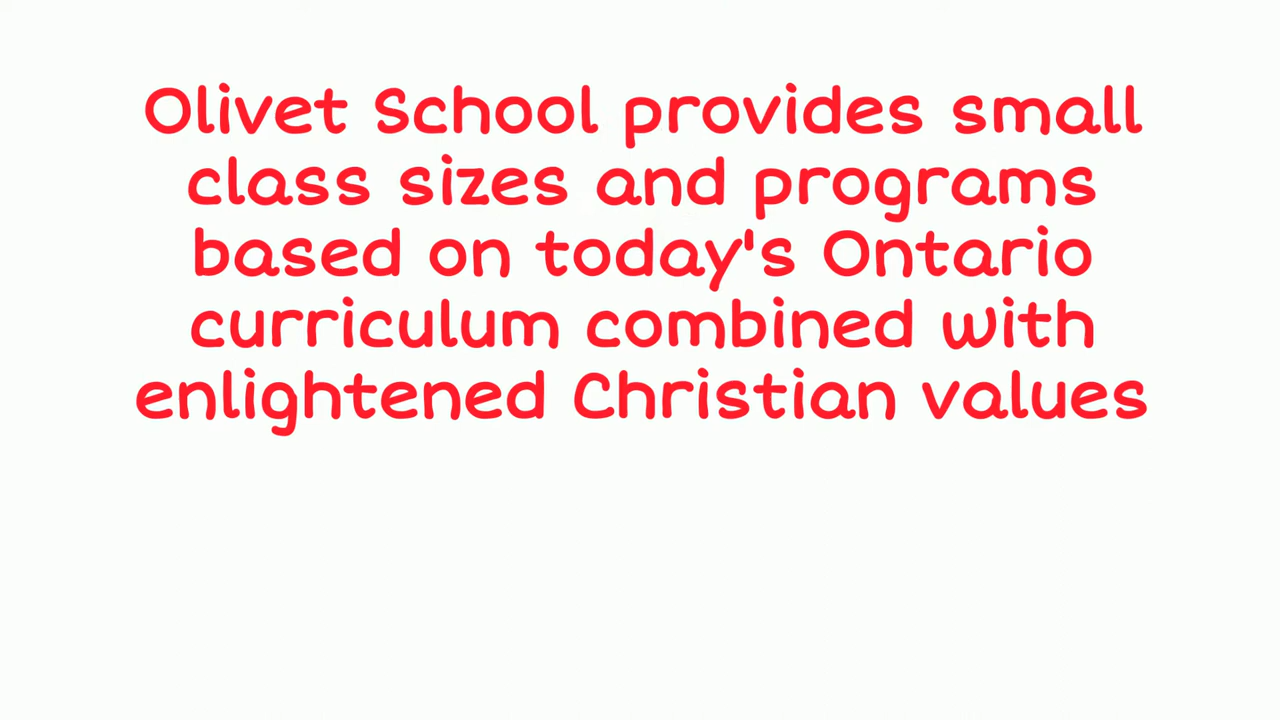 Olivet School provides small
class sizes and programs
based on today's Ontario
curriculum combined with
enlightened Christian values